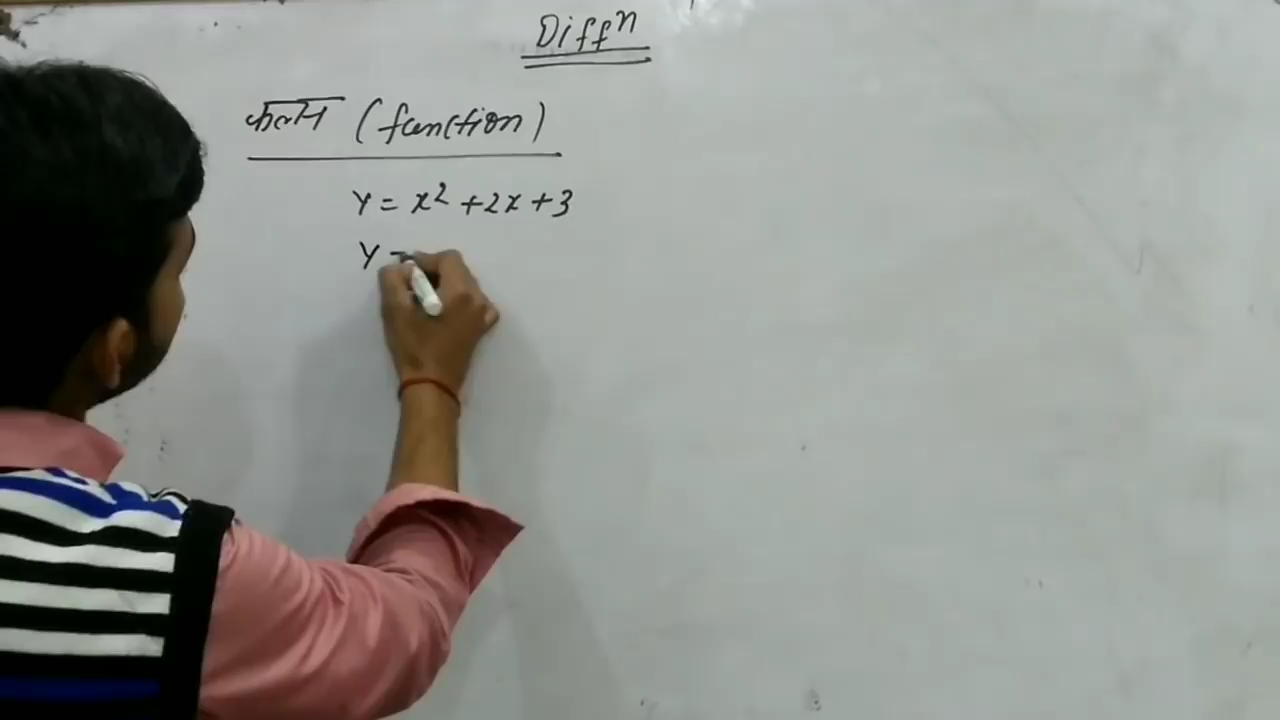 Diffⁿ
फलन (function)
y = x² + 2x + 3
y =